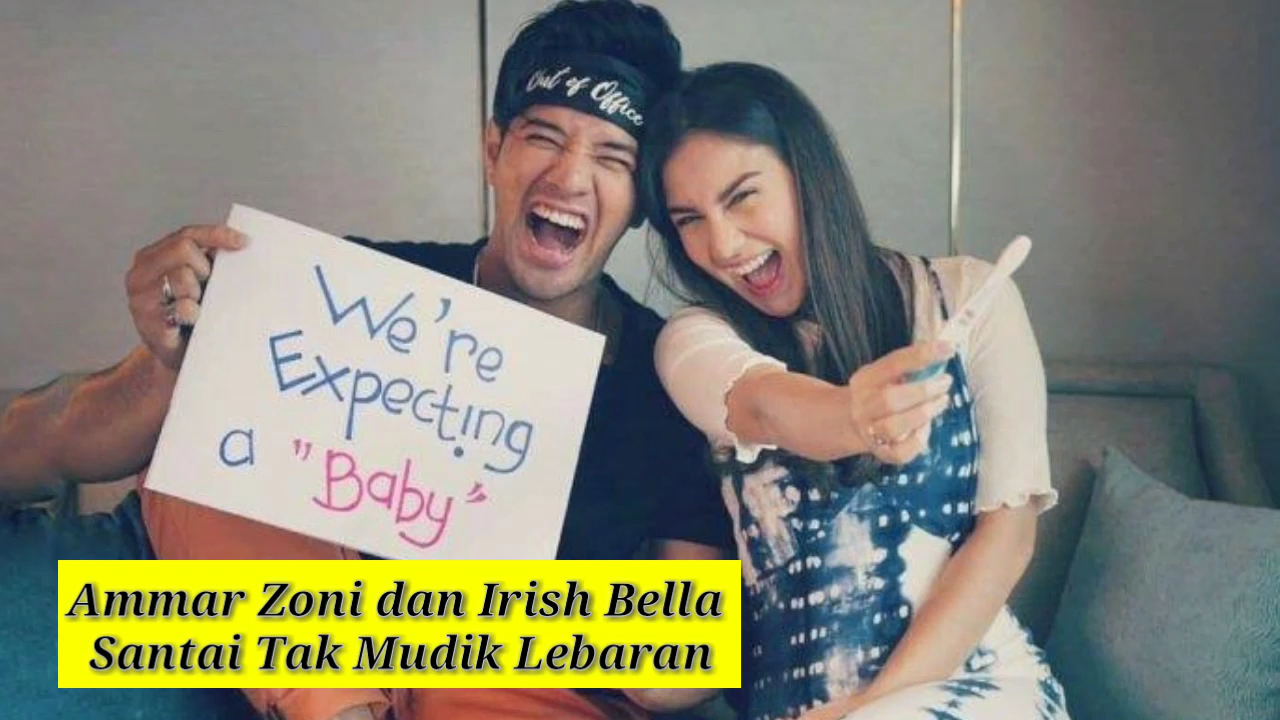 Out of Office
We're
Expecting
a "Baby"
Ammar Zoni dan Irish Bella
Santai Tak Mudik Lebaran